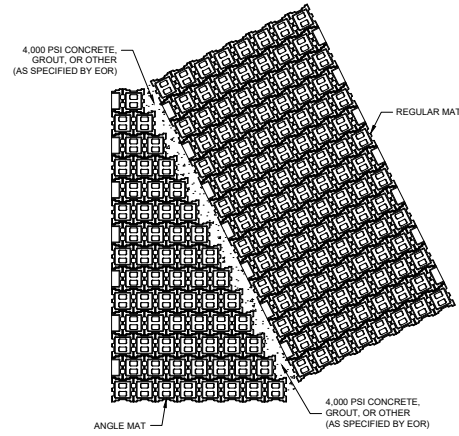 4,000 PSI CONCRETE,
GROUT, OR OTHER
(AS SPECIFIED BY EOR)
REGULAR MAT
4,000 PSI CONCRETE,
GROUT, OR OTHER
(AS SPECIFIED BY EOR)
ANGLE MAT